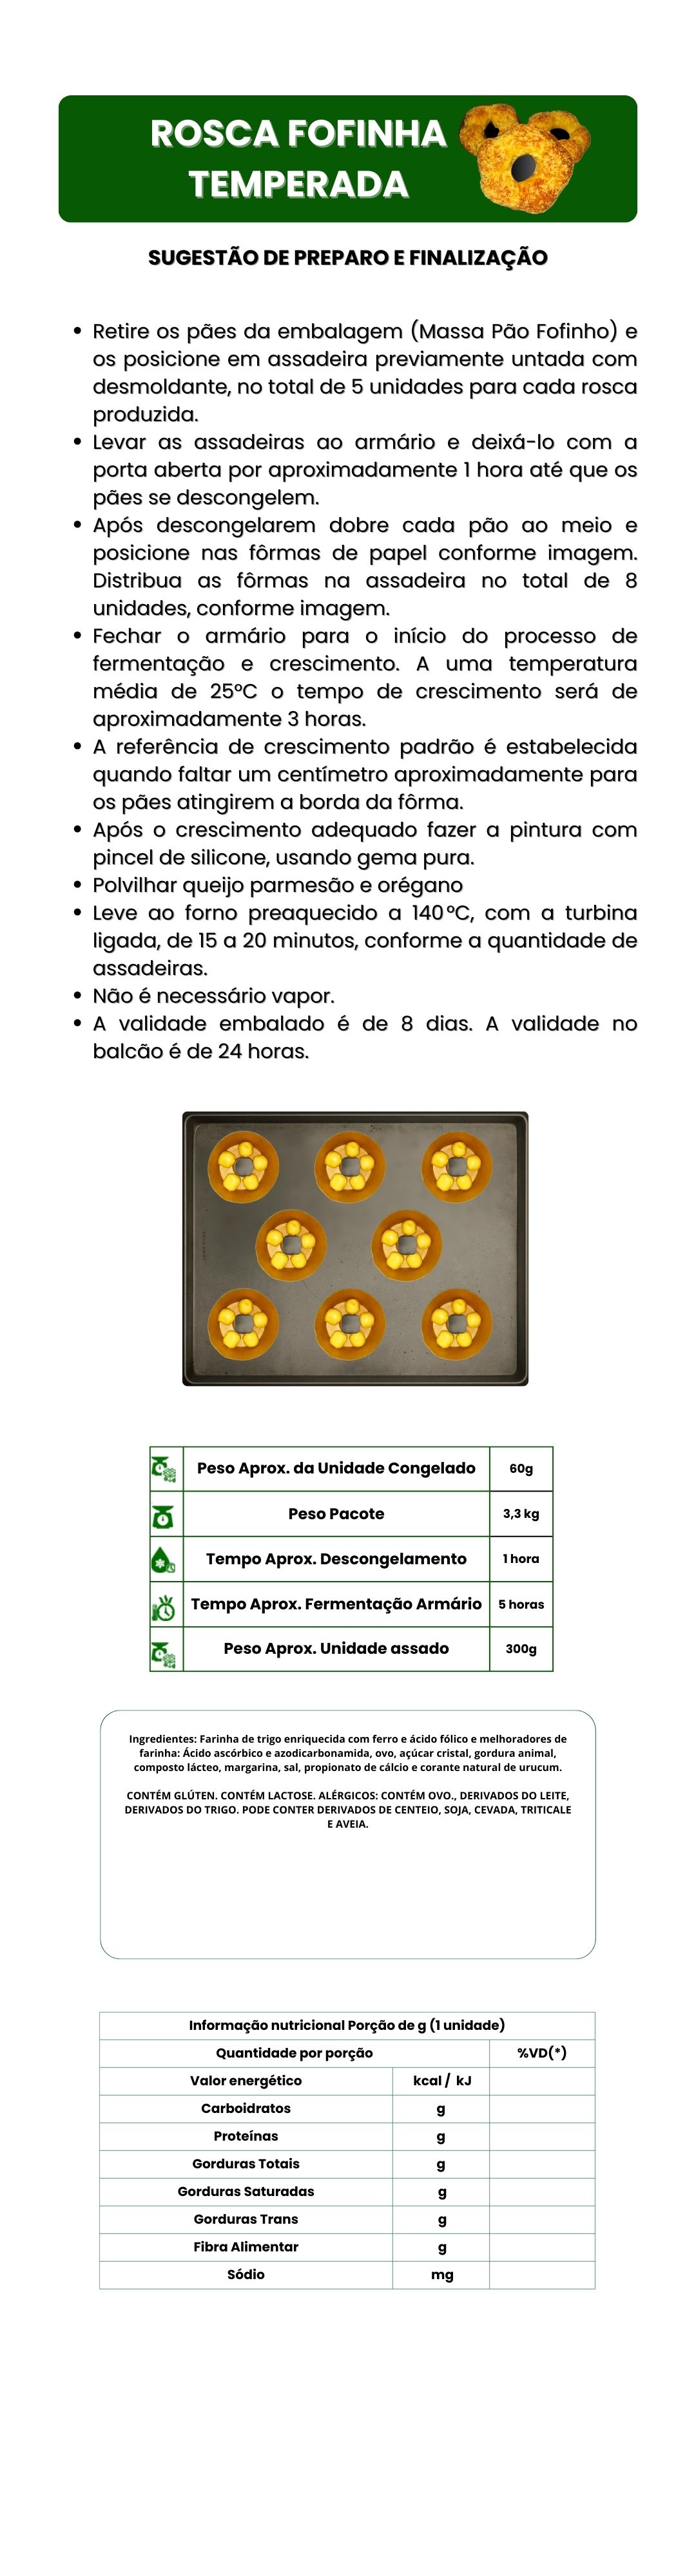 ROSCA FOFINHA
TEMPERADA
SUGESTÃO DE PREPARO E FINALIZAÇÃO
• Retire os pães da embalagem (Massa Pão Fofinho) e
os posicione em assadeira previamente untada com
desmoldante, no total de 5 unidades para cada rosca
produzida.
• Levar as assadeiras ao armário e deixá-lo com a
porta aberta por aproximadamente 1 hora até que os
pães se descongelem.
• Após descongelarem dobre cada pão ao meio e
posicione nas fôrmas de papel conforme imagem.
Distribua as fôrmas na assadeira no total de 8
unidades, conforme imagem.
• Fechar o armário para o início do processo de
fermentação e crescimento. A uma temperatura
média de 25°C o tempo de crescimento será de
aproximadamente 3 horas.
• A referência de crescimento padrão é estabelecida
quando faltar um centímetro aproximadamente para
os pães atingirem a borda da fôrma.
• Após o crescimento adequado fazer a pintura com
pincel de silicone, usando gema pura.
• Polvilhar queijo parmesão e orégano
• Leve ao forno preaquecido a 140°C, com a turbina
ligada, de 15 a 20 minutos, conforme a quantidade de
assadeiras.
• Não é necessário vapor.
• A validade embalado é de 8 dias. A validade no
balcão é de 24 horas.
Peso Aprox. da Unidade Congelado 60g
Peso Pacote 3,3 kg
Tempo Aprox. Descongelamento 1 hora
Tempo Aprox. Fermentação Armário 5 horas
Peso Aprox. Unidade assado 300g
Ingredientes: Farinha de trigo enriquecida com ferro e ácido fólico e melhoradores de
farinha: Ácido ascórbico e azodicarbonamida, ovo, açúcar cristal, gordura animal,
composto lácteo, margarina, sal, propionato de cálcio e corante natural de urucum.
CONTÉM GLÚTEN. CONTÉM LACTOSE. ALÉRGICOS: CONTÉM OVO., DERIVADOS DO LEITE,
DERIVADOS DO TRIGO. PODE CONTER DERIVADOS DE CENTEIO, SOJA, CEVADA, TRITICALE
E AVEIA.
Informação nutricional Porção de g (1 unidade)
Quantidade por porção %VD(*)
Valor energético kcal / kJ
Carboidratos g
Proteínas g
Gorduras Totais g
Gorduras Saturadas g
Gorduras Trans g
Fibra Alimentar g
Sódio mg